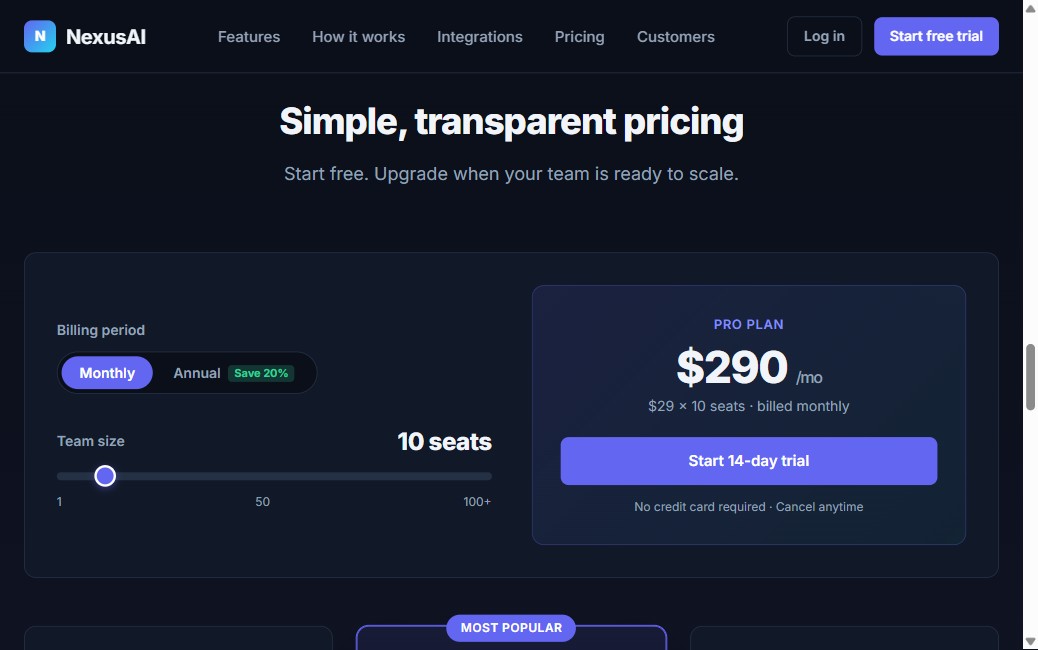 N NexusAI Features How it works Integrations Pricing Customers Log in Start free trial
Simple, transparent pricing
Start free. Upgrade when your team is ready to scale.
Billing period
Monthly Annual Save 20%
Team size 10 seats
1 50 100+
PRO PLAN
$290 /mo
$29 × 10 seats · billed monthly
Start 14-day trial
No credit card required · Cancel anytime
MOST POPULAR